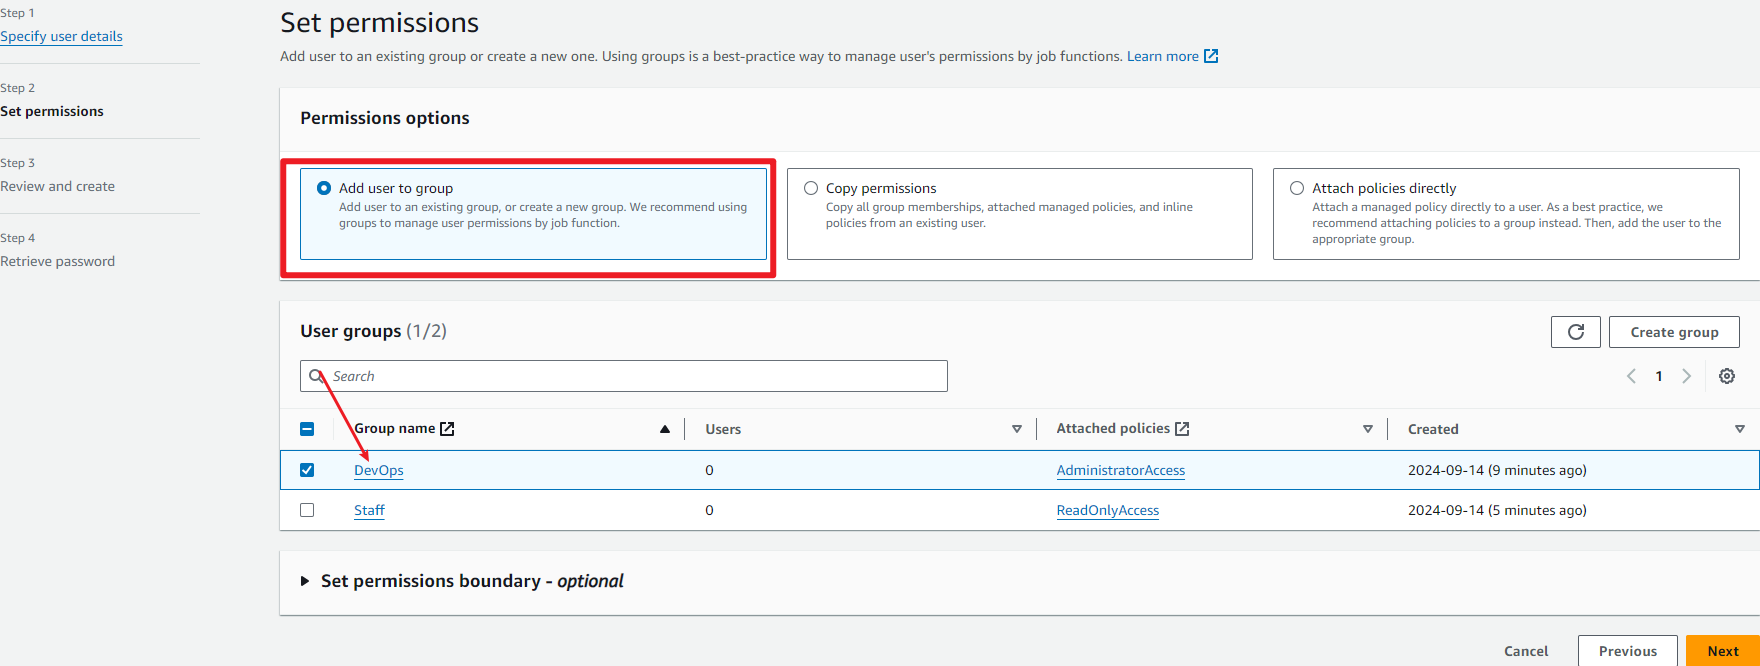 Step 1
Specify user details
Step 2
Set permissions
Step 3
Review and create
Step 4
Retrieve password
Set permissions
Add user to an existing group or create a new one. Using groups is a best-practice way to manage user's permissions by job functions. Learn more
Permissions options
Add user to group
Add user to an existing group, or create a new group. We recommend using
groups to manage user permissions by job function.
Copy permissions
Copy all group memberships, attached managed policies, and inline
policies from an existing user.
Attach policies directly
Attach a managed policy directly to a user. As a best practice, we
recommend attaching policies to a group instead. Then, add the user to the
appropriate group.
User groups (1/2)
Create group
Search
1
Group name Users Attached policies Created
DevOps 0 AdministratorAccess 2024-09-14 (9 minutes ago)
Staff 0 ReadOnlyAccess 2024-09-14 (5 minutes ago)
Set permissions boundary - optional
Cancel Previous Next